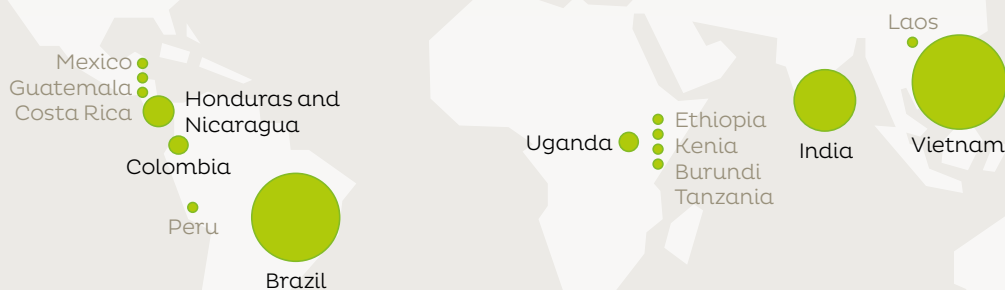 Mexico
Guatemala
Costa Rica
Honduras and
Nicaragua
Colombia
Peru
Brazil
Uganda
Ethiopia
Kenia
Burundi
Tanzania
India
Laos
Vietnam